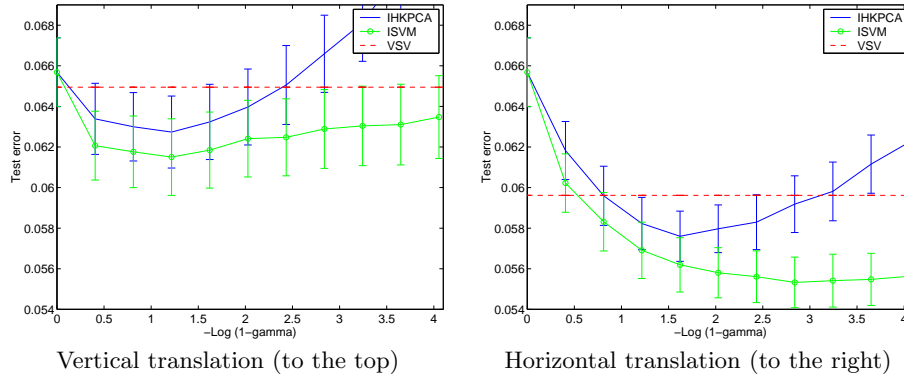 0.068
0.066
0.064
0.062
0.06
0.058
0.056
0.054
Test error
0 0.5 1 1.5 2 2.5 3 3.5 4
−Log (1−gamma)
IHKPCA
ISVM
VSV
Vertical translation (to the top)
0.068
0.066
0.064
0.062
0.06
0.058
0.056
0.054
Test error
0 0.5 1 1.5 2 2.5 3 3.5 4
−Log (1−gamma)
IHKPCA
ISVM
VSV
Horizontal translation (to the right)